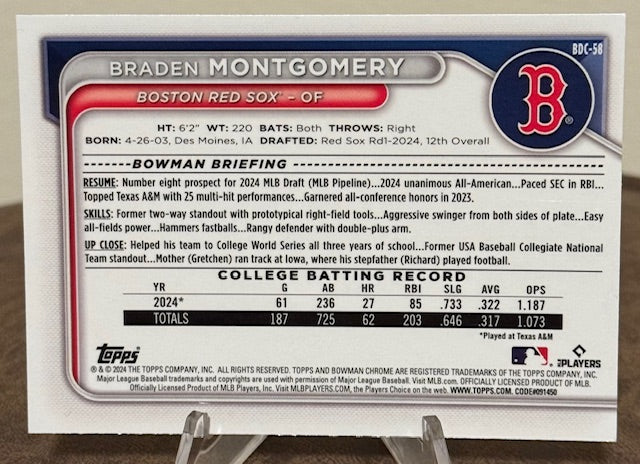 BDC-58
BRADEN MONTGOMERY
BOSTON RED SOX® – OF
B®
HT: 6'2" WT: 220 BATS: Both THROWS: Right
BORN: 4-26-03, Des Moines, IA DRAFTED: Red Sox Rd1-2024, 12th Overall
BOWMAN BRIEFING
RESUME: Number eight prospect for 2024 MLB Draft (MLB Pipeline)...2024 unanimous All-American...Paced SEC in RBI...
Topped Texas A&M with 25 multi-hit performances...Garnered all-conference honors in 2023.
SKILLS: Former two-way standout with prototypical right-field tools...Aggressive swinger from both sides of plate...Easy
all-fields power...Hammers fastballs...Rangy defender with double-plus arm.
UP CLOSE: Helped his team to College World Series all three years of school...Former USA Baseball Collegiate National
Team standout...Mother (Gretchen) ran track at Iowa, where his stepfather (Richard) played football.
COLLEGE BATTING RECORD
YR G AB HR RBI SLG AVG OPS
2024* 61 236 27 85 .733 .322 1.187
TOTALS 187 725 62 203 .646 .317 1.073
*Played at Texas A&M
Topps
PLAYERS
® & © 2024 THE TOPPS COMPANY, INC. ALL RIGHTS RESERVED. TOPPS AND BOWMAN CHROME ARE REGISTERED TRADEMARKS OF THE TOPPS COMPANY, INC.
Major League Baseball trademarks and copyrights are used with permission of Major League Baseball. Visit MLB.com. OFFICIALLY LICENSED PRODUCT OF MLB.
Officially Licensed Product of MLB Players, Inc. Visit MLBPLAYERS.COM, the Players Choice on the web. WWW.TOPPS.COM. CODE#091450